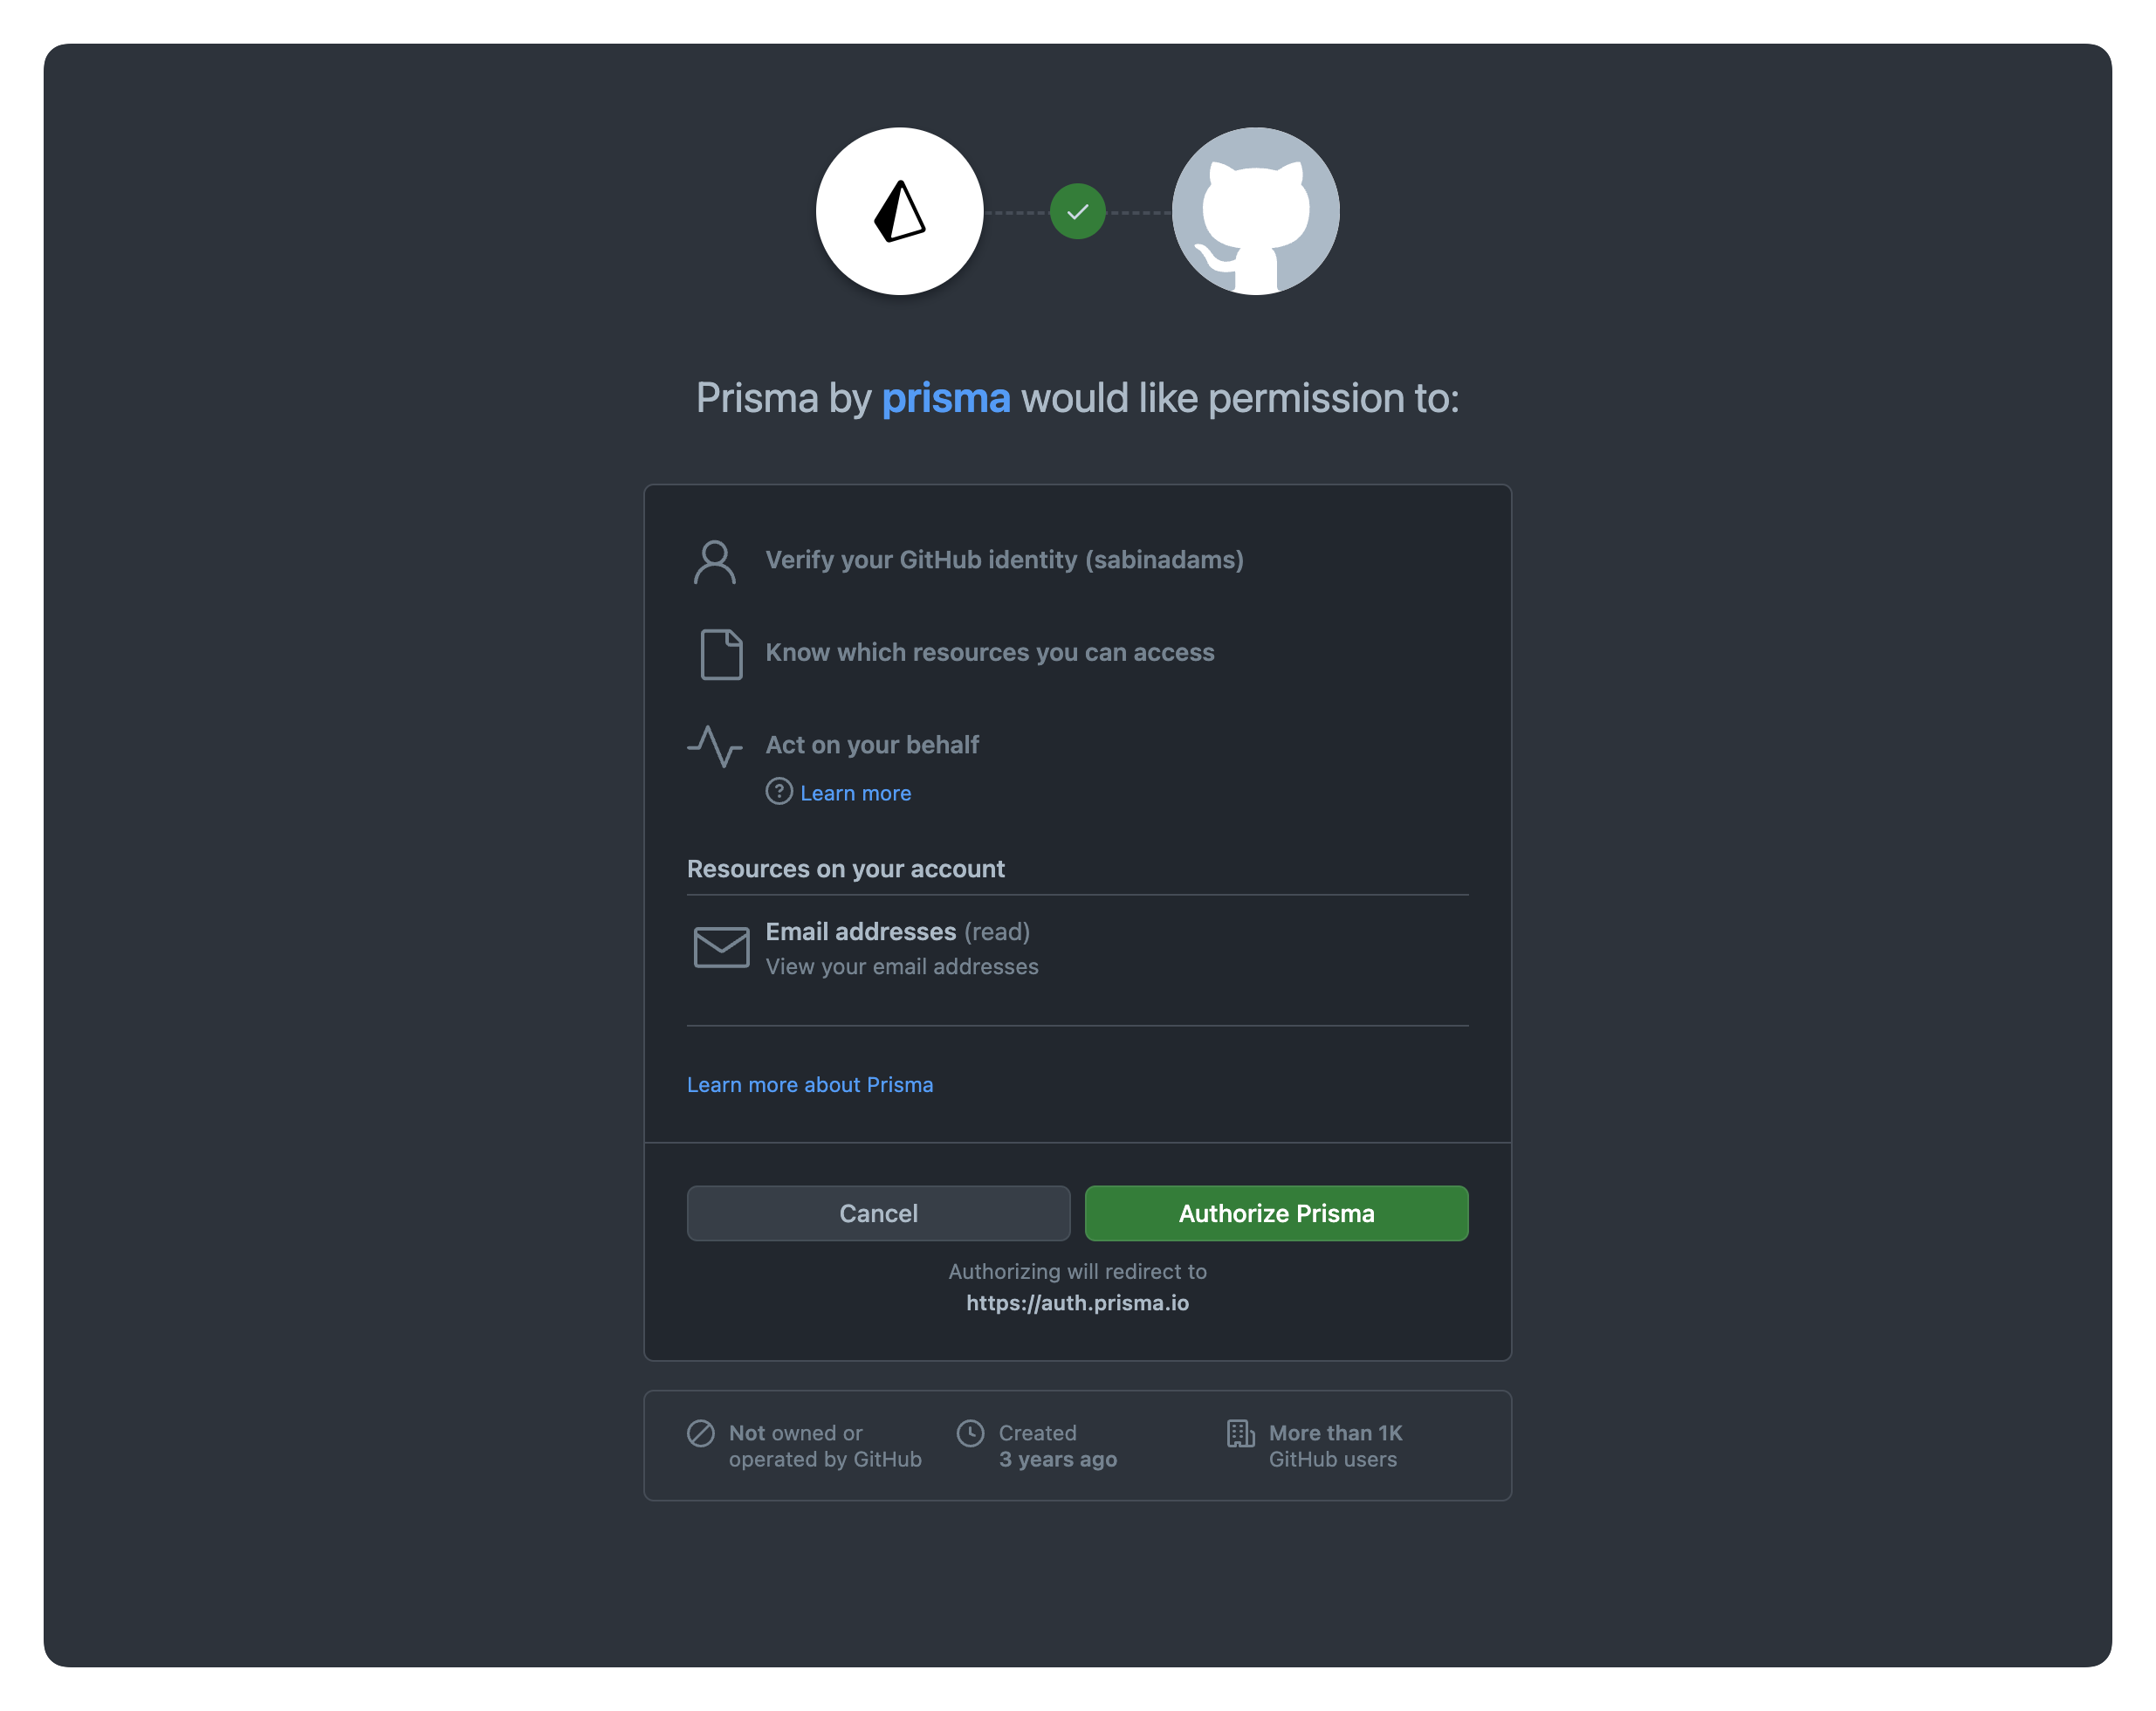 Prisma by prisma would like permission to:
Verify your GitHub identity (sabinadams)
Know which resources you can access
Act on your behalf
Learn more
Resources on your account
Email addresses (read)
View your email addresses
Learn more about Prisma
Cancel
Authorize Prisma
Authorizing will redirect to
https://auth.prisma.io
Not owned or
operated by GitHub
Created
3 years ago
More than 1K
GitHub users